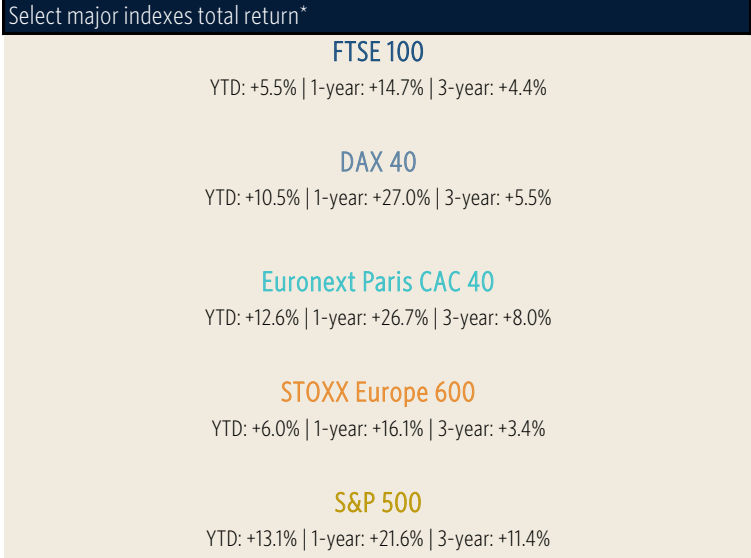 Select major indexes total return*
FTSE 100
YTD: +5.5% | 1-year: +14.7% | 3-year: +4.4%
DAX 40
YTD: +10.5% | 1-year: +27.0% | 3-year: +5.5%
Euronext Paris CAC 40
YTD: +12.6% | 1-year: +26.7% | 3-year: +8.0%
STOXX Europe 600
YTD: +6.0% | 1-year: +16.1% | 3-year: +3.4%
S&P 500
YTD: +13.1% | 1-year: +21.6% | 3-year: +11.4%